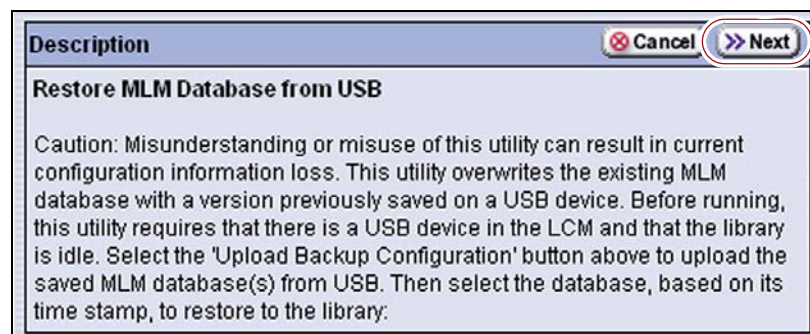 Description Cancel Next
Restore MLM Database from USB
Caution: Misunderstanding or misuse of this utility can result in current
configuration information loss. This utility overwrites the existing MLM
database with a version previously saved on a USB device. Before running,
this utility requires that there is a USB device in the LCM and that the library
is idle. Select the 'Upload Backup Configuration' button above to upload the
saved MLM database(s) from USB. Then select the database, based on its
time stamp, to restore to the library: